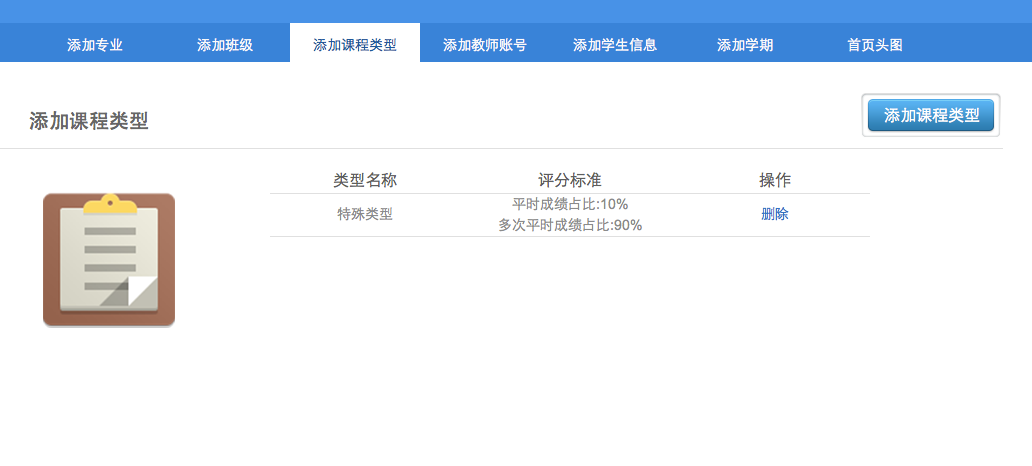 添加专业 添加班级 添加课程类型 添加教师账号 添加学生信息 添加学期 首页头图
添加课程类型 添加课程类型
类型名称 评分标准 操作
平时成绩占比:10%
特殊类型 删除
多次平时成绩占比:90%